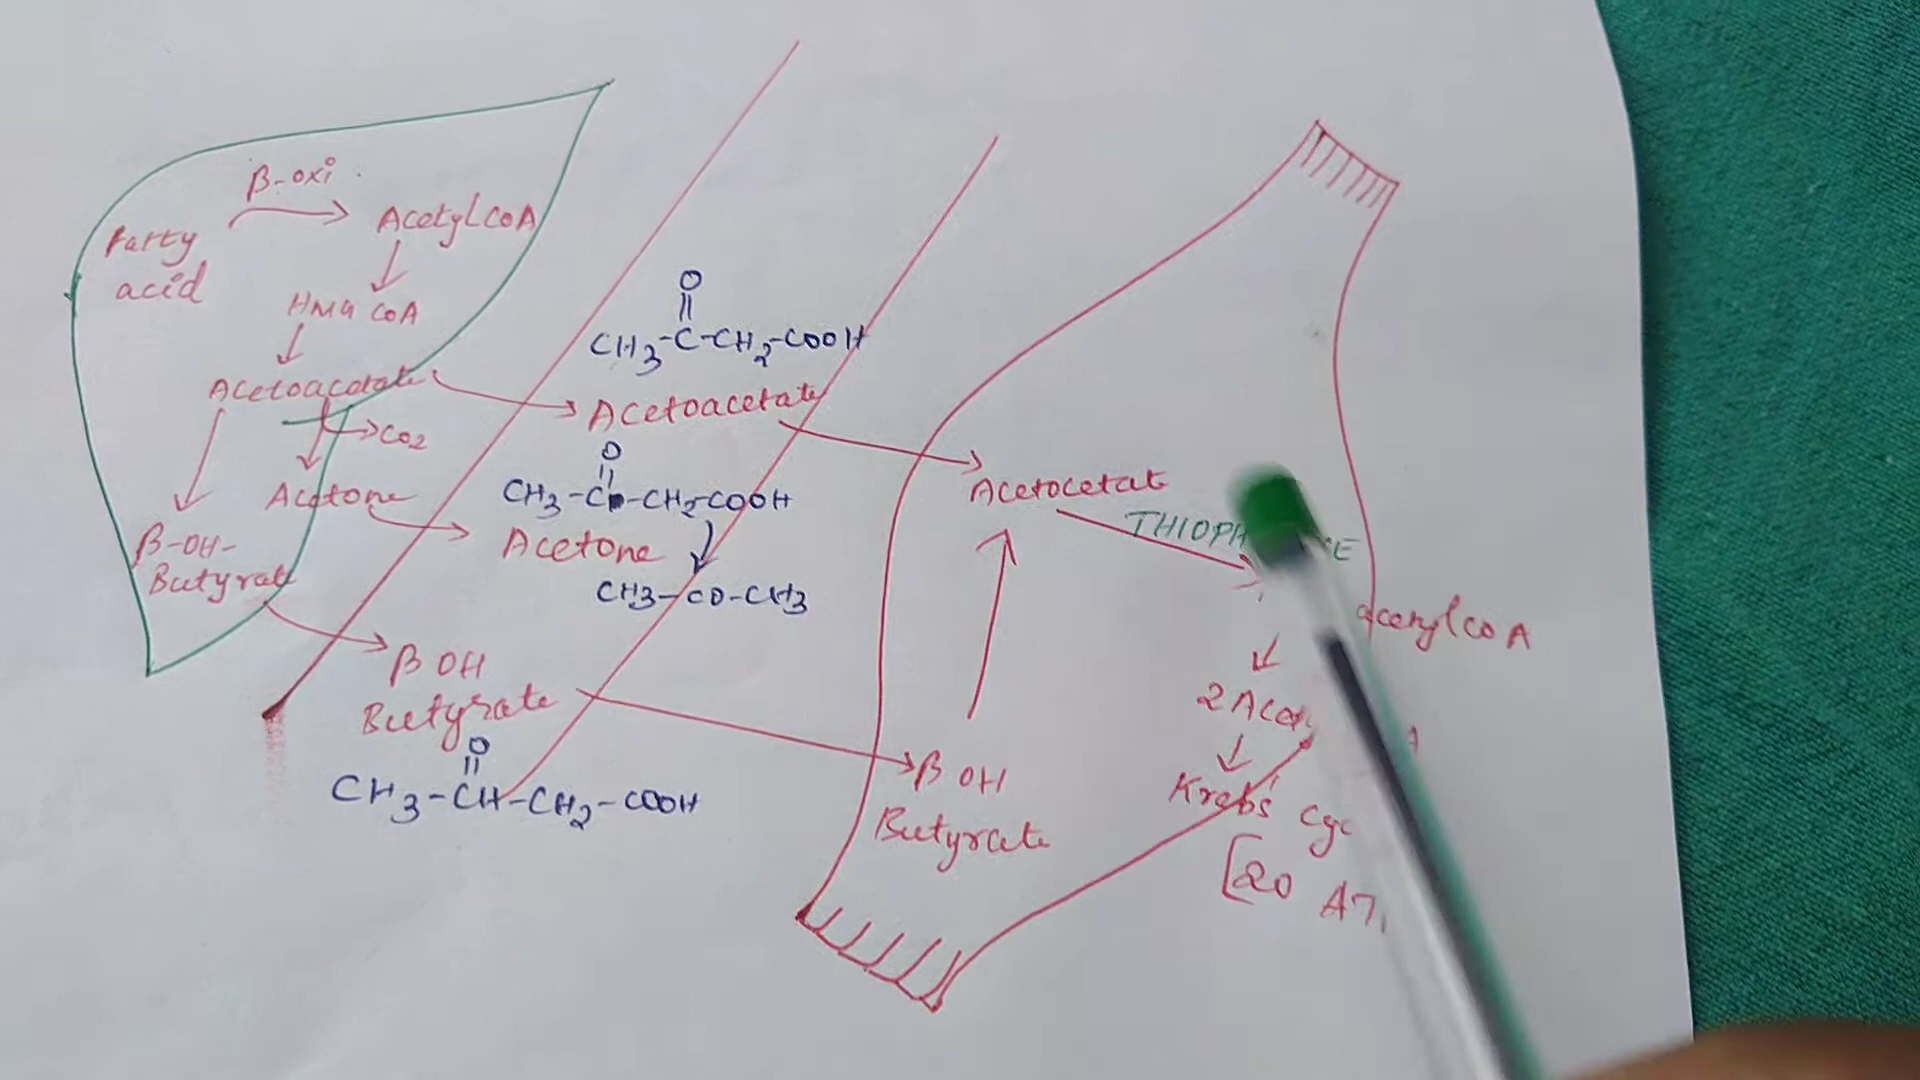 β-oxi
Fatty
acid
Acetyl CoA
HMG CoA
Acetoacetate
CO2
Acetone
β-OH-
Butyrate
O
CH3-C-CH2-COOH
Acetoacetate
O
CH3-C-CH2-COOH
Acetone
CH3-CO-CH3
β OH
Butyrate
O
CH3-CH-CH2-COOH
Acetocetat
THIOPH
E
acetyl CoA
2 Acet
A
Krebs' Cyc
[20 AT
β OH
Butyrate